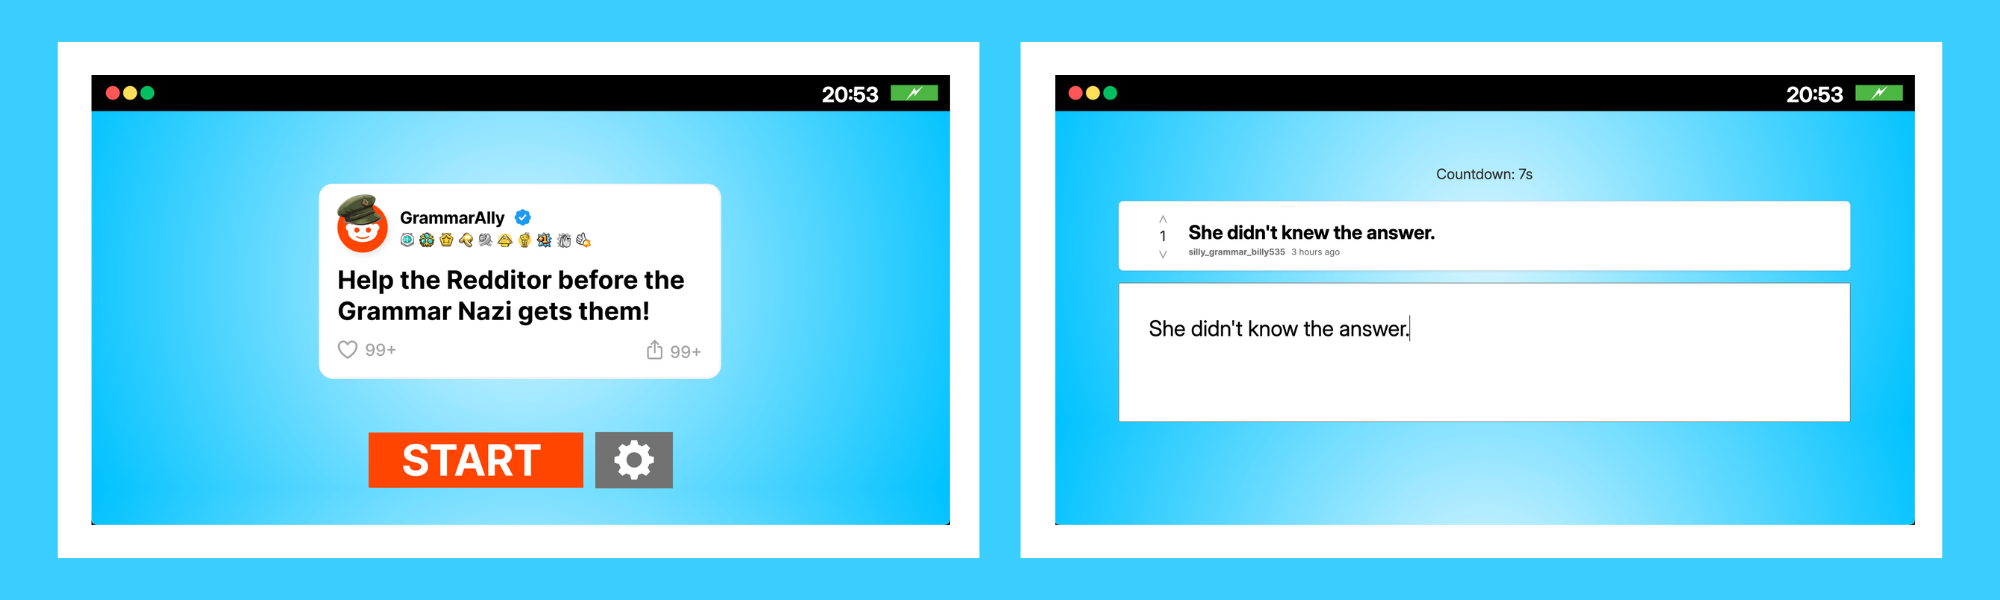 20:53
GrammarAlly
Help the Redditor before the
Grammar Nazi gets them!
99+
99+
START
20:53
Countdown: 7s
1
She didn't knew the answer.
silly_grammar_billy535 3 hours ago
She didn't know the answer.